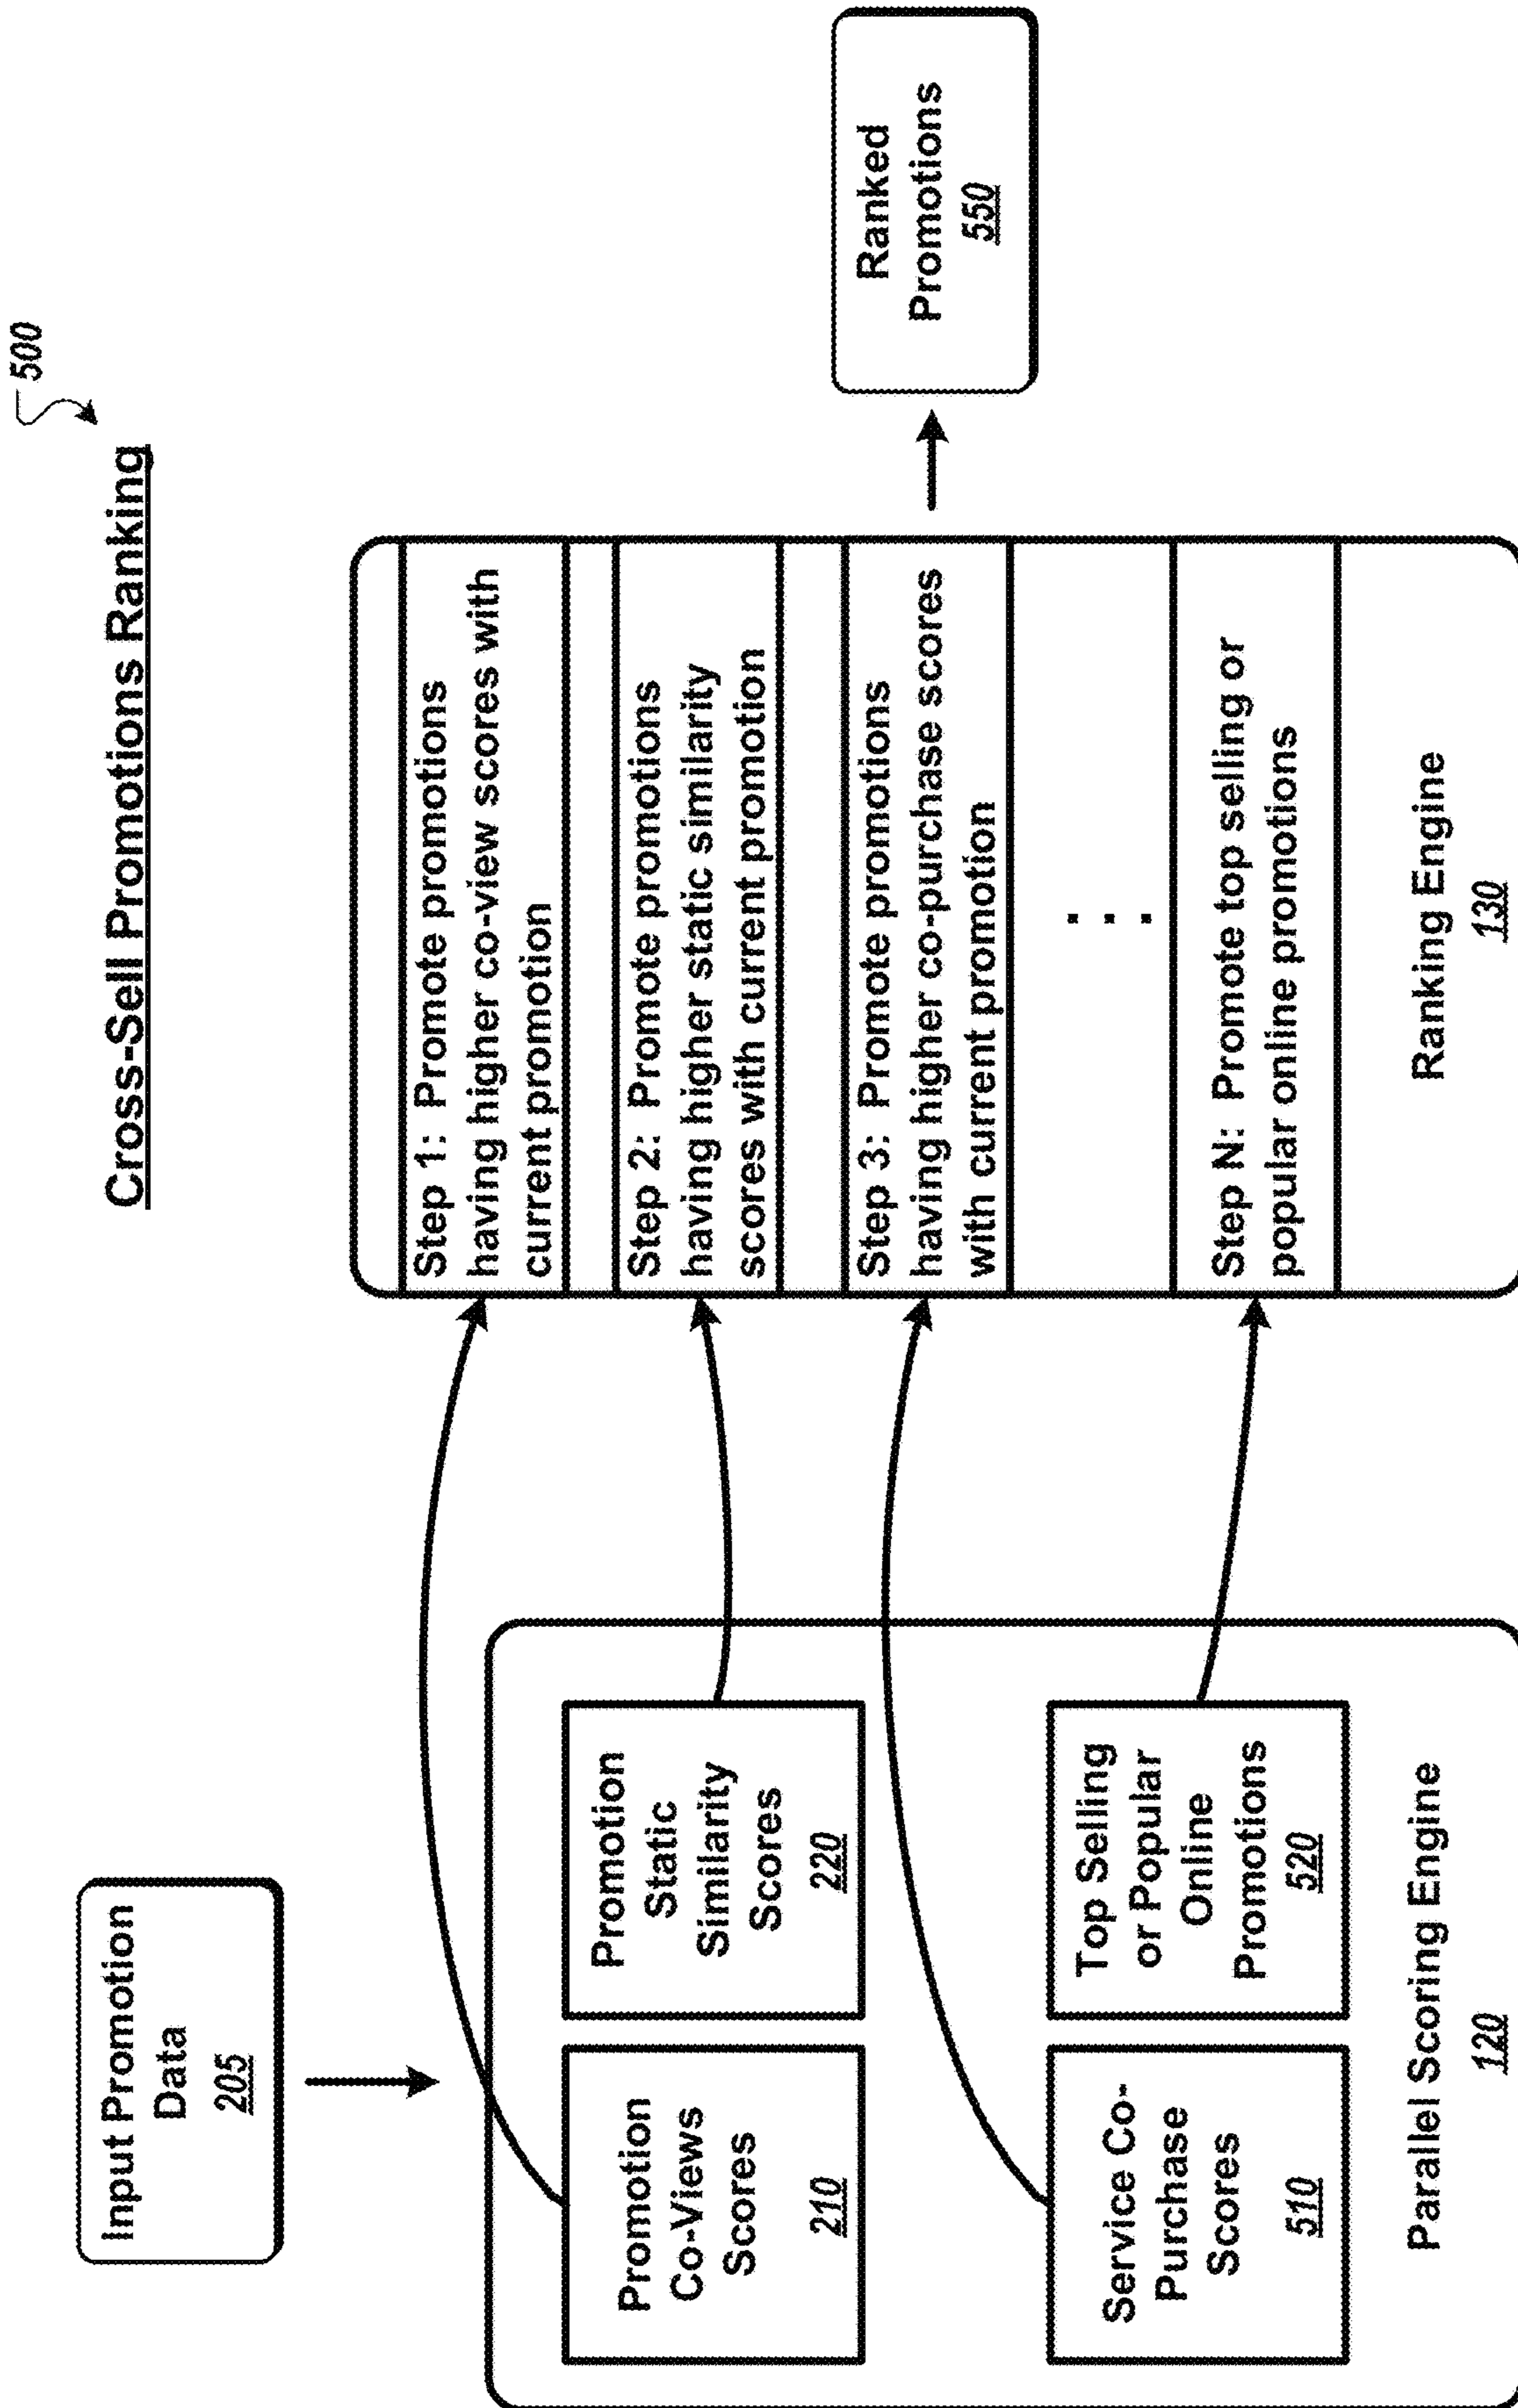 500
Cross-Sell Promotions Ranking
Input Promotion
Data
205
Promotion
Co-Views
Scores
210
Promotion
Static
Similarity
Scores
220
Service Co-
Purchase
Scores
510
Top Selling
or Popular
Online
Promotions
520
Parallel Scoring Engine
120
Step 1: Promote promotions
having higher co-view scores with
current promotion
Step 2: Promote promotions
having higher static similarity
scores with current promotion
Step 3: Promote promotions
having higher co-purchase scores
with current promotion
. . .
Step N: Promote top selling or
popular online promotions
Ranking Engine
130
Ranked
Promotions
550